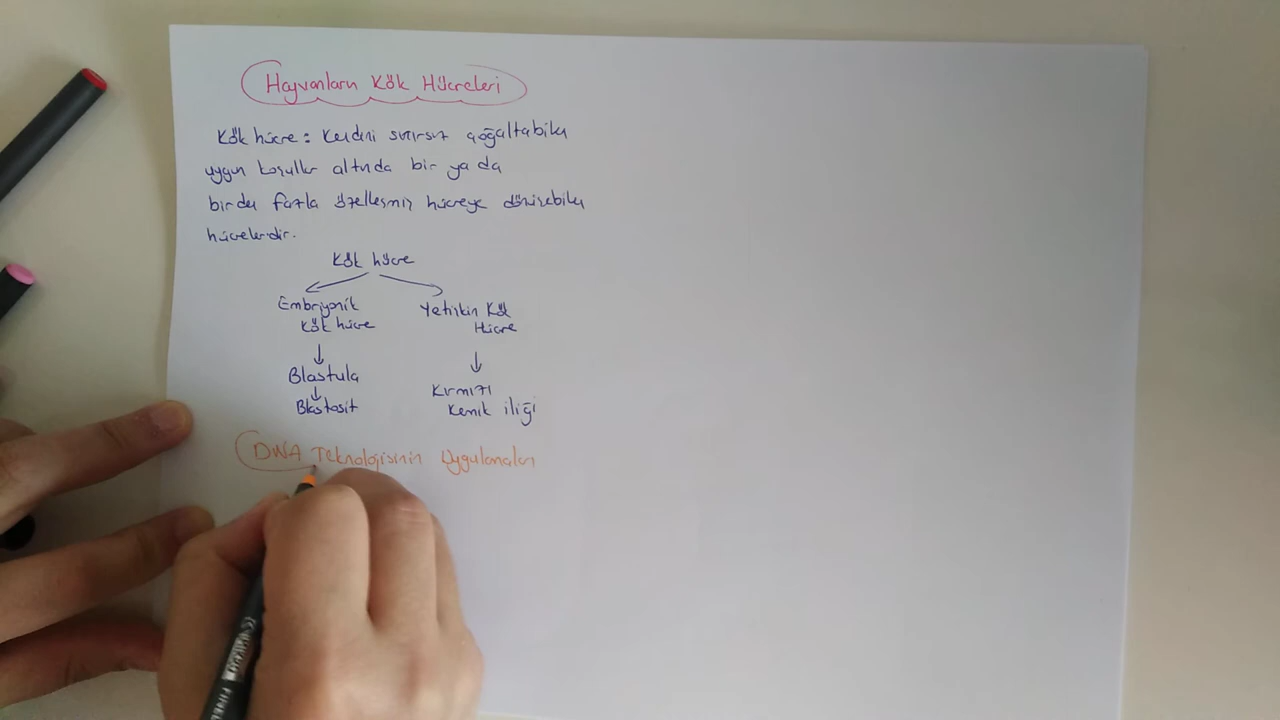 Hayvanların Kök Hücreleri
Kök hücre : Kendini sınırsız çoğaltabilen
uygun koşullar altında bir ya da
birden fazla özelleşmiş hücreye dönüşebilen
hücrelerdir.
Kök hücre
Embriyonik Kök hücre
Yetişkin Kök Hücre
Blastula
Blastosit
Kırmızı Kemik iliği
DNA Teknolojisinin Uygulamaları